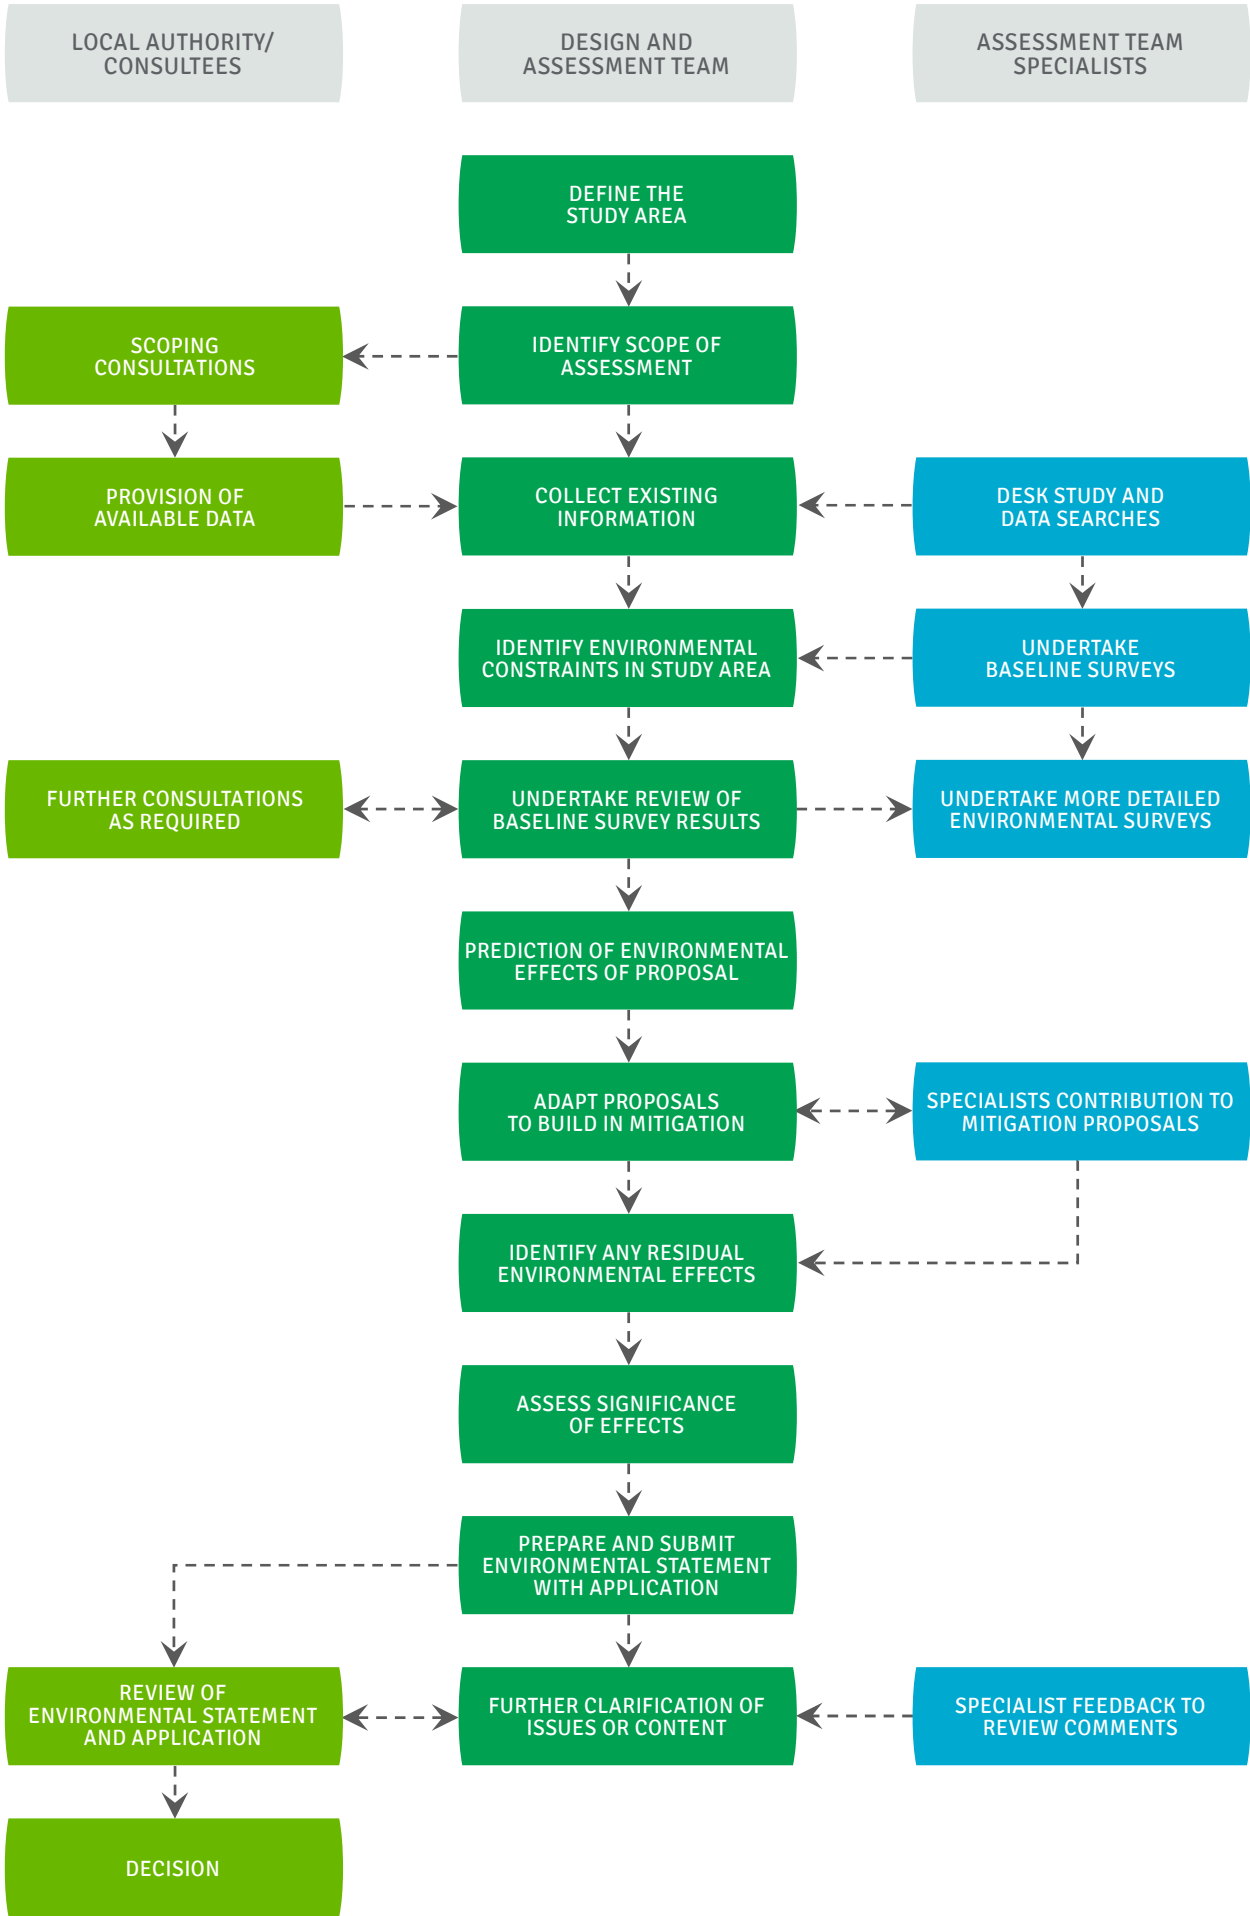 LOCAL AUTHORITY/
CONSULTEES
DESIGN AND
ASSESSMENT TEAM
ASSESSMENT TEAM
SPECIALISTS
DEFINE THE
STUDY AREA
SCOPING
CONSULTATIONS
IDENTIFY SCOPE OF
ASSESSMENT
PROVISION OF
AVAILABLE DATA
COLLECT EXISTING
INFORMATION
DESK STUDY AND
DATA SEARCHES
IDENTIFY ENVIRONMENTAL
CONSTRAINTS IN STUDY AREA
UNDERTAKE
BASELINE SURVEYS
FURTHER CONSULTATIONS
AS REQUIRED
UNDERTAKE REVIEW OF
BASELINE SURVEY RESULTS
UNDERTAKE MORE DETAILED
ENVIRONMENTAL SURVEYS
PREDICTION OF ENVIRONMENTAL
EFFECTS OF PROPOSAL
ADAPT PROPOSALS
TO BUILD IN MITIGATION
SPECIALISTS CONTRIBUTION TO
MITIGATION PROPOSALS
IDENTIFY ANY RESIDUAL
ENVIRONMENTAL EFFECTS
ASSESS SIGNIFICANCE
OF EFFECTS
PREPARE AND SUBMIT
ENVIRONMENTAL STATEMENT
WITH APPLICATION
REVIEW OF
ENVIRONMENTAL STATEMENT
AND APPLICATION
FURTHER CLARIFICATION OF
ISSUES OR CONTENT
SPECIALIST FEEDBACK TO
REVIEW COMMENTS
DECISION